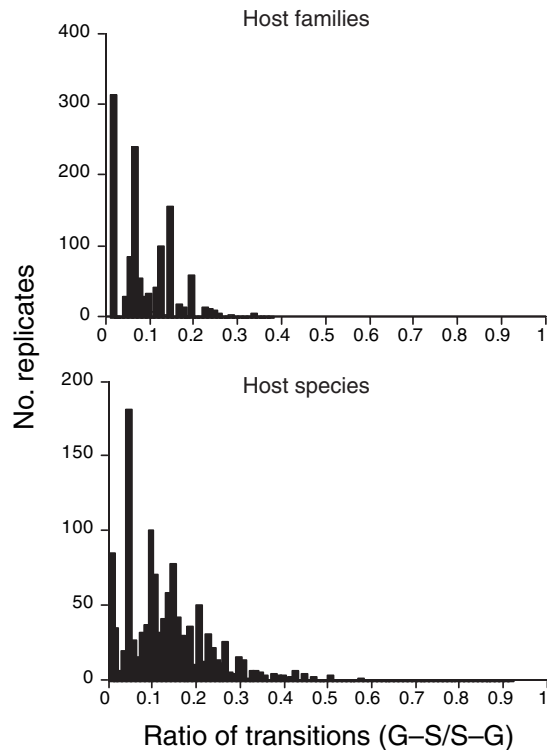 Host families
400
300
200
100
0
0 0.1 0.2 0.3 0.4 0.5 0.6 0.7 0.8 0.9 1
No. replicates
Host species
200
150
100
50
0
0 0.1 0.2 0.3 0.4 0.5 0.6 0.7 0.8 0.9 1
Ratio of transitions (G–S/S–G)